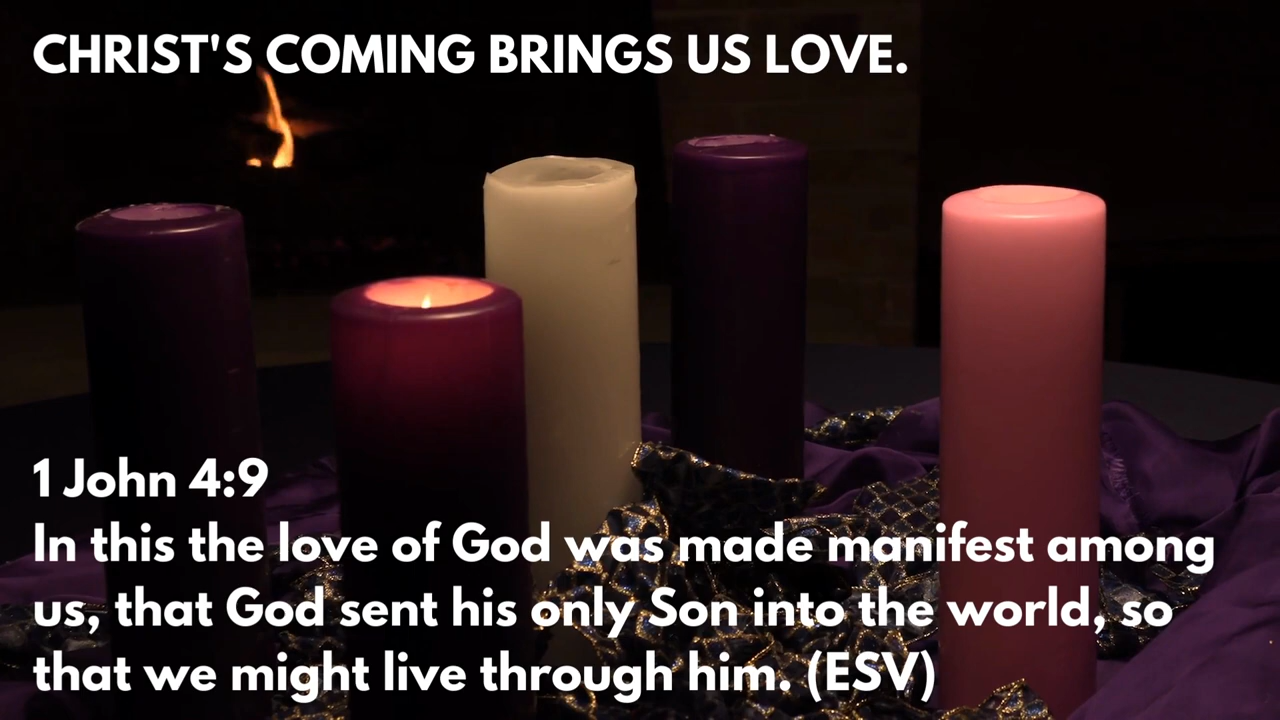 CHRIST'S COMING BRINGS US LOVE.
1 John 4:9
In this the love of God was made manifest among
us, that God sent his only Son into the world, so
that we might live through him. (ESV)